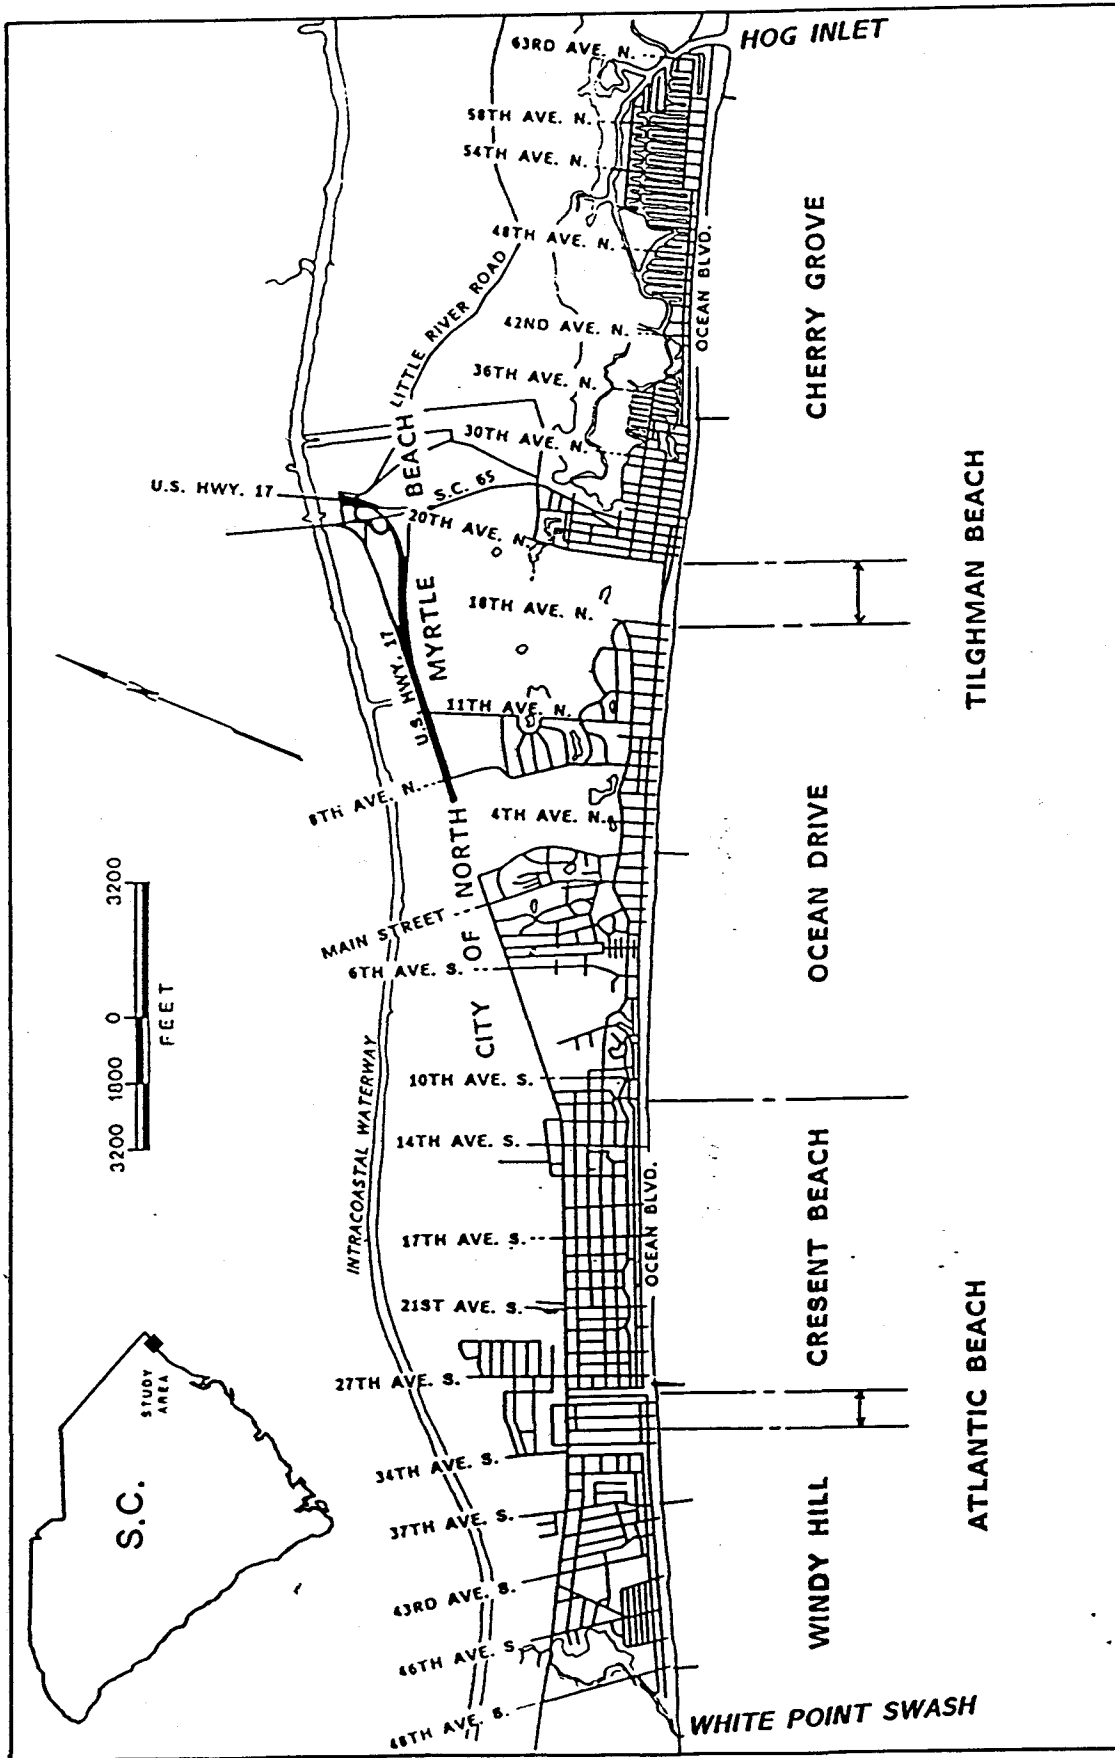 HOG INLET
63RD AVE. N.
58TH AVE. N.
54TH AVE. N.
48TH AVE. N.
OCEAN BLVD.
LITTLE RIVER ROAD
42ND AVE. N.
36TH AVE. N.
30TH AVE. N.
S.C. 65
U.S. HWY. 17
20TH AVE. N.
18TH AVE. N.
U.S. HWY. 17
11TH AVE. N.
8TH AVE. N.
4TH AVE. N.
CITY OF NORTH MYRTLE BEACH
MAIN STREET
6TH AVE. S.
10TH AVE. S.
14TH AVE. S.
INTRACOASTAL WATERWAY
OCEAN BLVD.
17TH AVE. S.
21ST AVE. S.
27TH AVE. S.
34TH AVE. S.
37TH AVE. S.
43RD AVE. S.
46TH AVE. S.
48TH AVE. S.
WHITE POINT SWASH
CHERRY GROVE
TILGHMAN BEACH
OCEAN DRIVE
CRESENT BEACH
ATLANTIC BEACH
WINDY HILL
N
3200 1800 0 3200
FEET
STUDY
AREA
S.C.